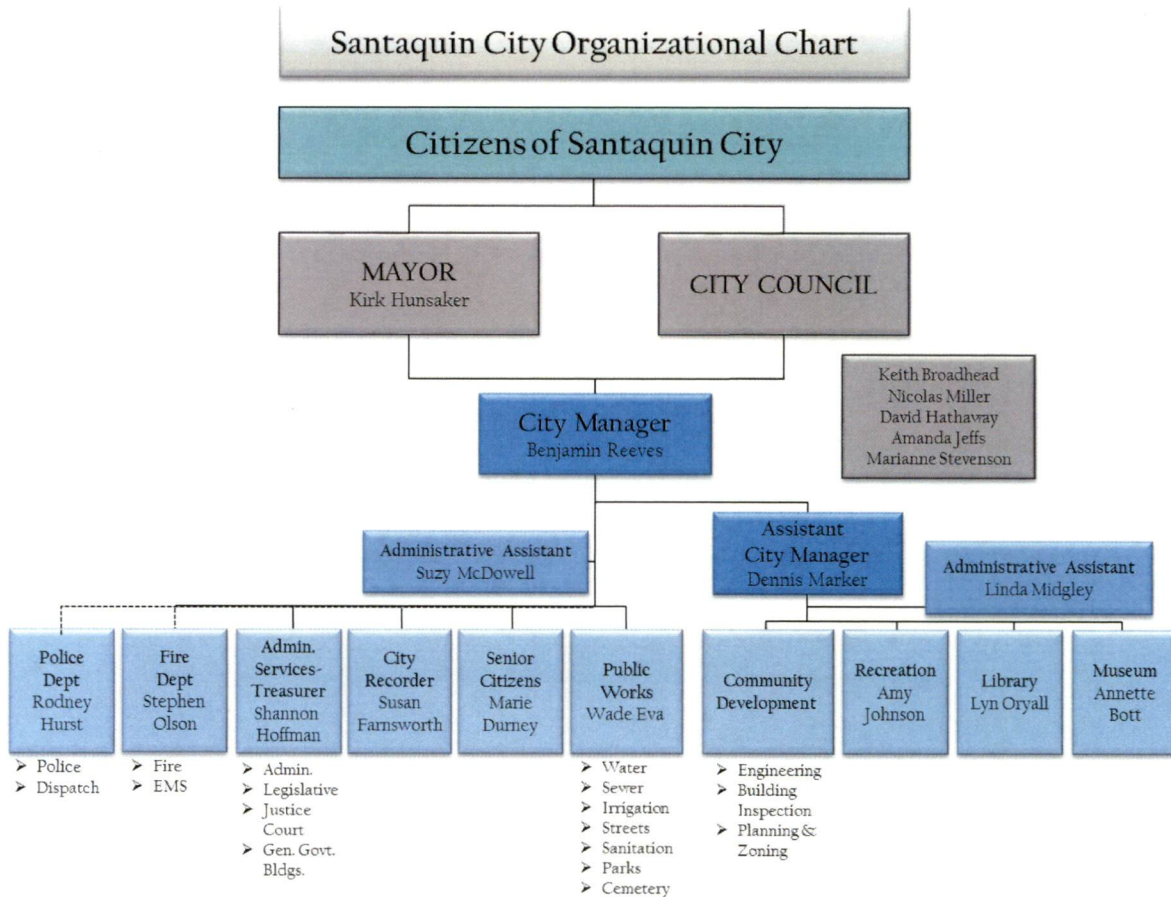 Santaquin City Organizational Chart
Citizens of Santaquin City
MAYOR
Kirk Hunsaker
CITY COUNCIL
Keith Broadhead
Nicolas Miller
David Hathaway
Amanda Jeffs
Marianne Stevenson
City Manager
Benjamin Reeves
Administrative Assistant
Suzy McDowell
Assistant
City Manager
Dennis Marker
Administrative Assistant
Linda Midgley
Police
Dept
Rodney
Hurst
➢ Police
➢ Dispatch
Fire
Dept
Stephen
Olson
➢ Fire
➢ EMS
Admin.
Services-
Treasurer
Shannon
Hoffman
➢ Admin.
➢ Legislative
➢ Justice
Court
➢ Gen. Govt.
Bldgs.
City
Recorder
Susan
Farnsworth
Senior
Citizens
Marie
Durney
Public
Works
Wade Eva
➢ Water
➢ Sewer
➢ Irrigation
➢ Streets
➢ Sanitation
➢ Parks
➢ Cemetery
Community
Development
➢ Engineering
➢ Building
Inspection
➢ Planning &
Zoning
Recreation
Amy
Johnson
Library
Lyn Oryall
Museum
Annette
Bott